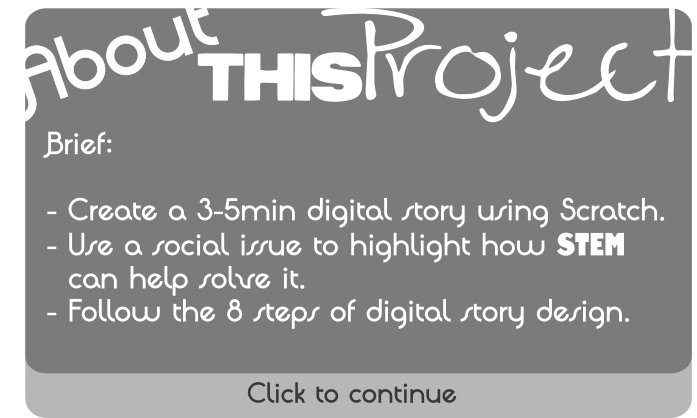 About THIS Project
Brief:
- Create a 3-5min digital story using Scratch.
- Use a social issue to highlight how STEM
can help solve it.
- Follow the 8 steps of digital story design.
Click to continue